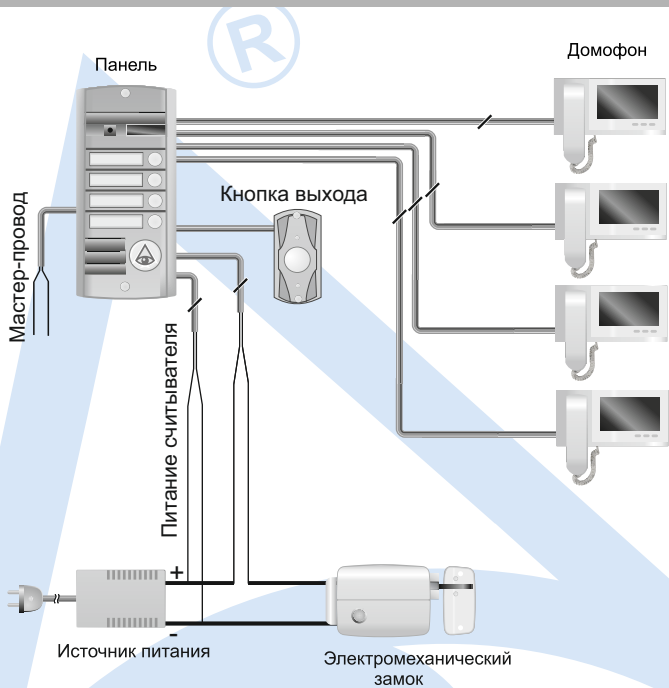 ®
Домофон
Панель
Кнопка выхода
Мастер-провод
Питание считывателя
+
-
Источник питания
Электромеханический
замок